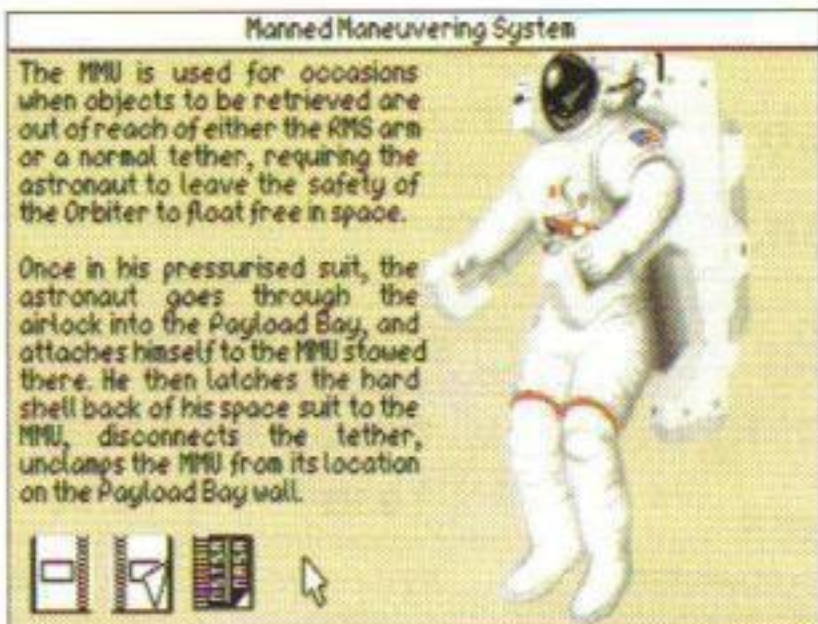 Manned Maneuvering System
The MMU is used for occasions
when objects to be retrieved are
out of reach of either the RMS arm
or a normal tether, requiring the
astronaut to leave the safety of
the Orbiter to float free in space.
Once in his pressurised suit, the
astronaut goes through the
airlock into the Payload Bay, and
attaches himself to the MMU stowed
there. He then latches the hard
shell back of his space suit to the
MMU, disconnects the tether,
unclamps the MMU from its location
on the Payload Bay wall.